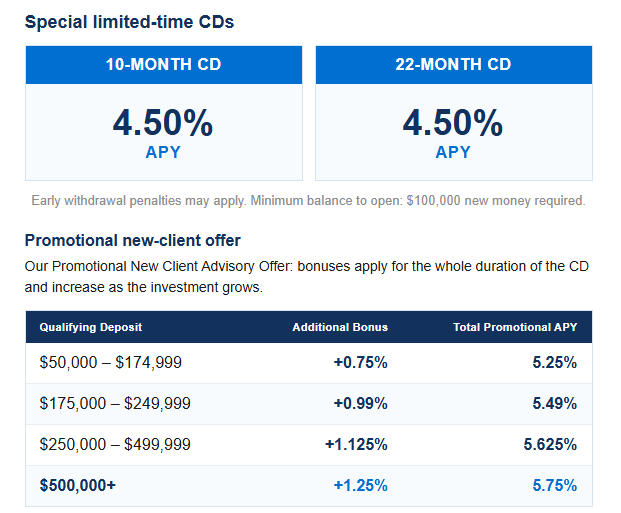 Special limited-time CDs
10-MONTH CD
4.50%
APY
22-MONTH CD
4.50%
APY
Early withdrawal penalties may apply. Minimum balance to open: $100,000 new money required.
Promotional new-client offer
Our Promotional New Client Advisory Offer: bonuses apply for the whole duration of the CD
and increase as the investment grows.
Qualifying Deposit Additional Bonus Total Promotional APY
$50,000 – $174,999 +0.75% 5.25%
$175,000 – $249,999 +0.99% 5.49%
$250,000 – $499,999 +1.125% 5.625%
$500,000+ +1.25% 5.75%